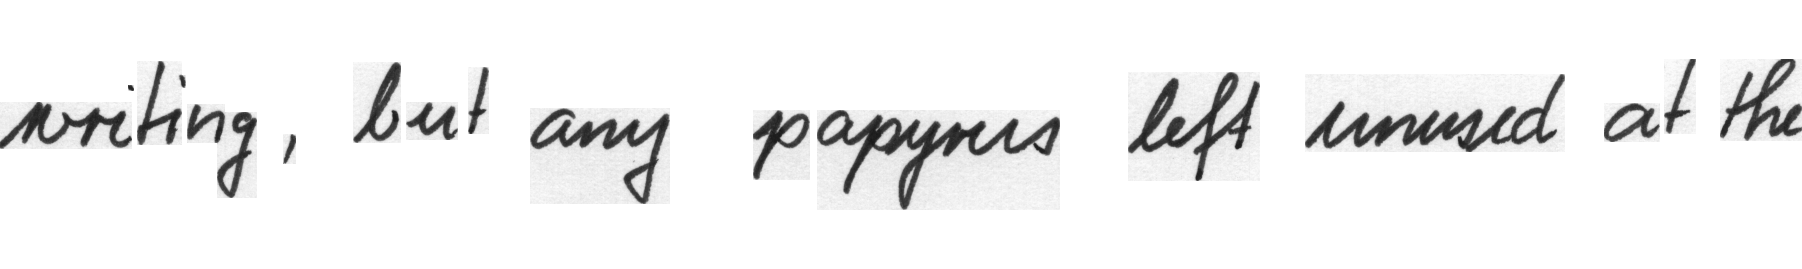 writing, but any papyrus left unused at the